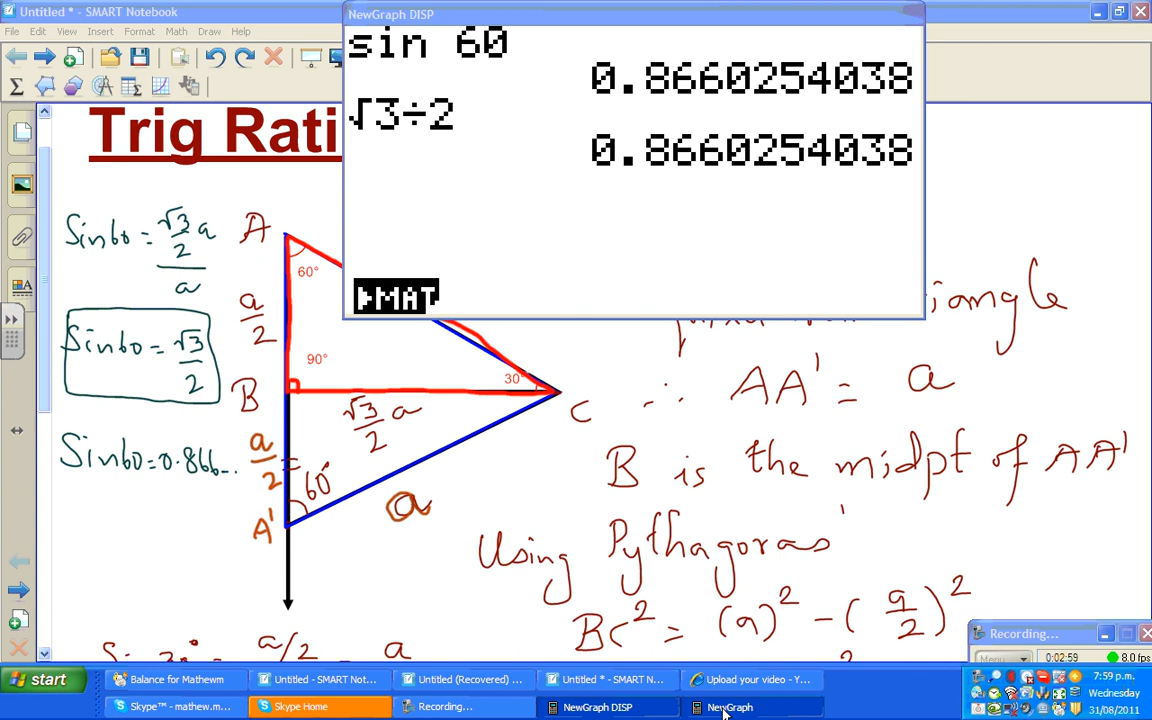 Untitled * - SMART Notebook
File Edit View Insert Format Math Draw Help
NewGraph DISP
sin 60
0.8660254038
√3÷2
0.8660254038
▶MAT
Trig Rati
Sin60 = √3/2 a / a
Sin60 = √3/2
Sin60=0.866...
A
60°
a/2
90°
B
30°
C
√3/2 a
a/2 =
60°
A'
a
iangle
∴ AA' = a
B is the midpt of AA'
Using Pythagoras'
BC² = (a)² - (a/2)²
a/2
a
Recording...
Menu
0:02:59
8.0 fps
start
Balance for Mathewm
Untitled - SMART Not...
Untitled (Recovered) ...
Untitled * - SMART No...
Upload your video - Y...
Skype™ - mathew.m...
Skype Home
Recording...
NewGraph DISP
NewGraph
7:59 p.m.
Wednesday
31/08/2011